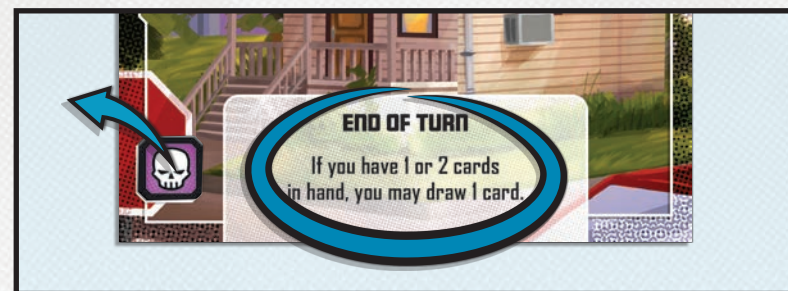 END OF TURN
If you have 1 or 2 cards
in hand, you may draw 1 card.